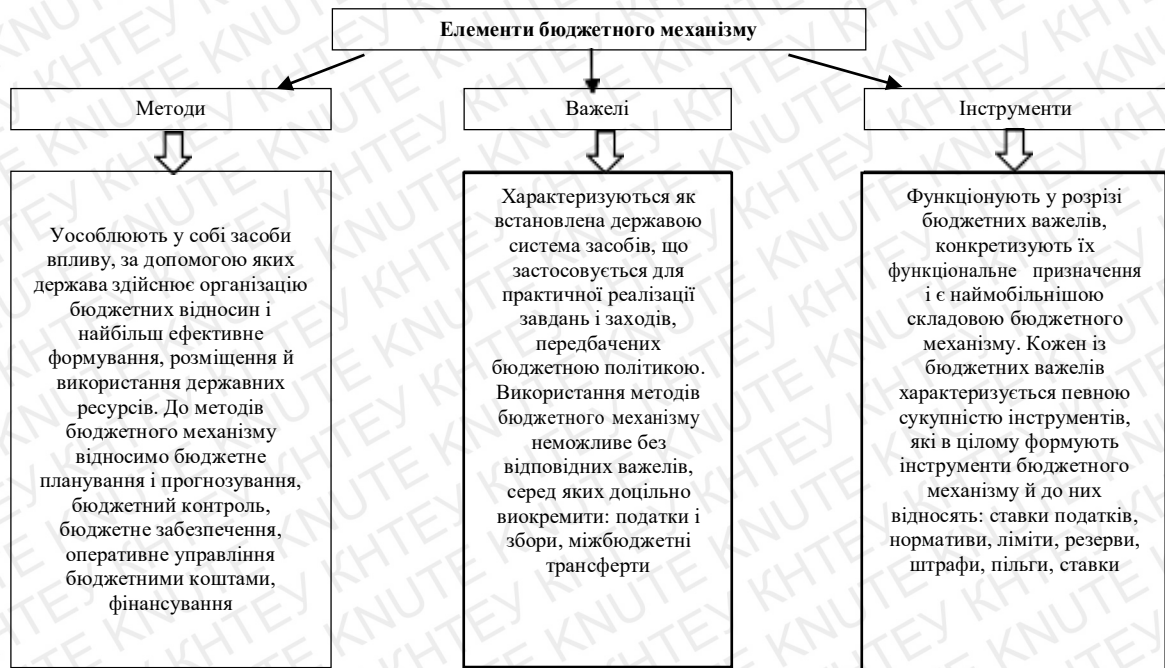 Елементи бюджетного механізму
Методи
Важелі
Інструменти
Уособлюють у собі засоби
впливу, за допомогою яких
держава здійснює організацію
бюджетних відносин і
найбільш ефективне
формування, розміщення й
використання державних
ресурсів. До методів
бюджетного механізму
відносимо бюджетне
планування і прогнозування,
бюджетний контроль,
бюджетне забезпечення,
оперативне управління
бюджетними коштами,
фінансування
Характеризуються як
встановлена державою
система засобів, що
застосовується для
практичної реалізації
завдань і заходів,
передбачених
бюджетною політикою.
Використання методів
бюджетного механізму
неможливе без
відповідних важелів,
серед яких доцільно
виокремити: податки і
збори, міжбюджетні
трансферти
Функціонують у розрізі
бюджетних важелів,
конкретизують їх
функціональне призначення
і є наймобільнішою
складовою бюджетного
механізму. Кожен із
бюджетних важелів
характеризується певною
сукупністю інструментів,
які в цілому формують
інструменти бюджетного
механізму й до них
відносять: ставки податків,
нормативи, ліміти, резерви,
штрафи, пільги, ставки